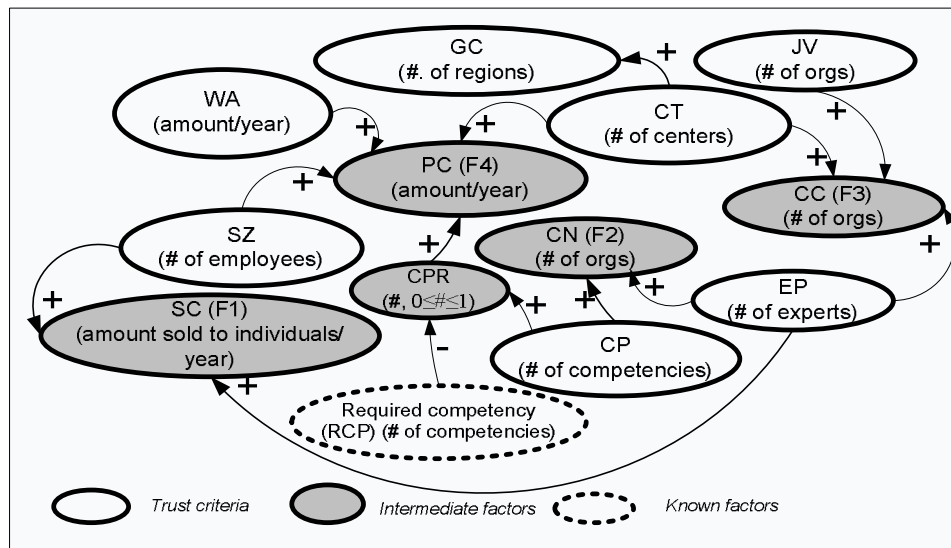 GC
(#. of regions)
+
JV
(# of orgs)
+
WA
(amount/year)
+
+
CT
(# of centers)
+
PC (F4)
(amount/year)
+
CC (F3)
(# of orgs)
SZ
(# of employees)
+
CN (F2)
(# of orgs)
+
CPR
(#, 0≤#≤1)
+
+
+
EP
(# of experts)
+
SC (F1)
(amount sold to individuals/
year)
+
-
CP
(# of competencies)
Required competency
(RCP) (# of competencies)
Trust criteria
Intermediate factors
Known factors